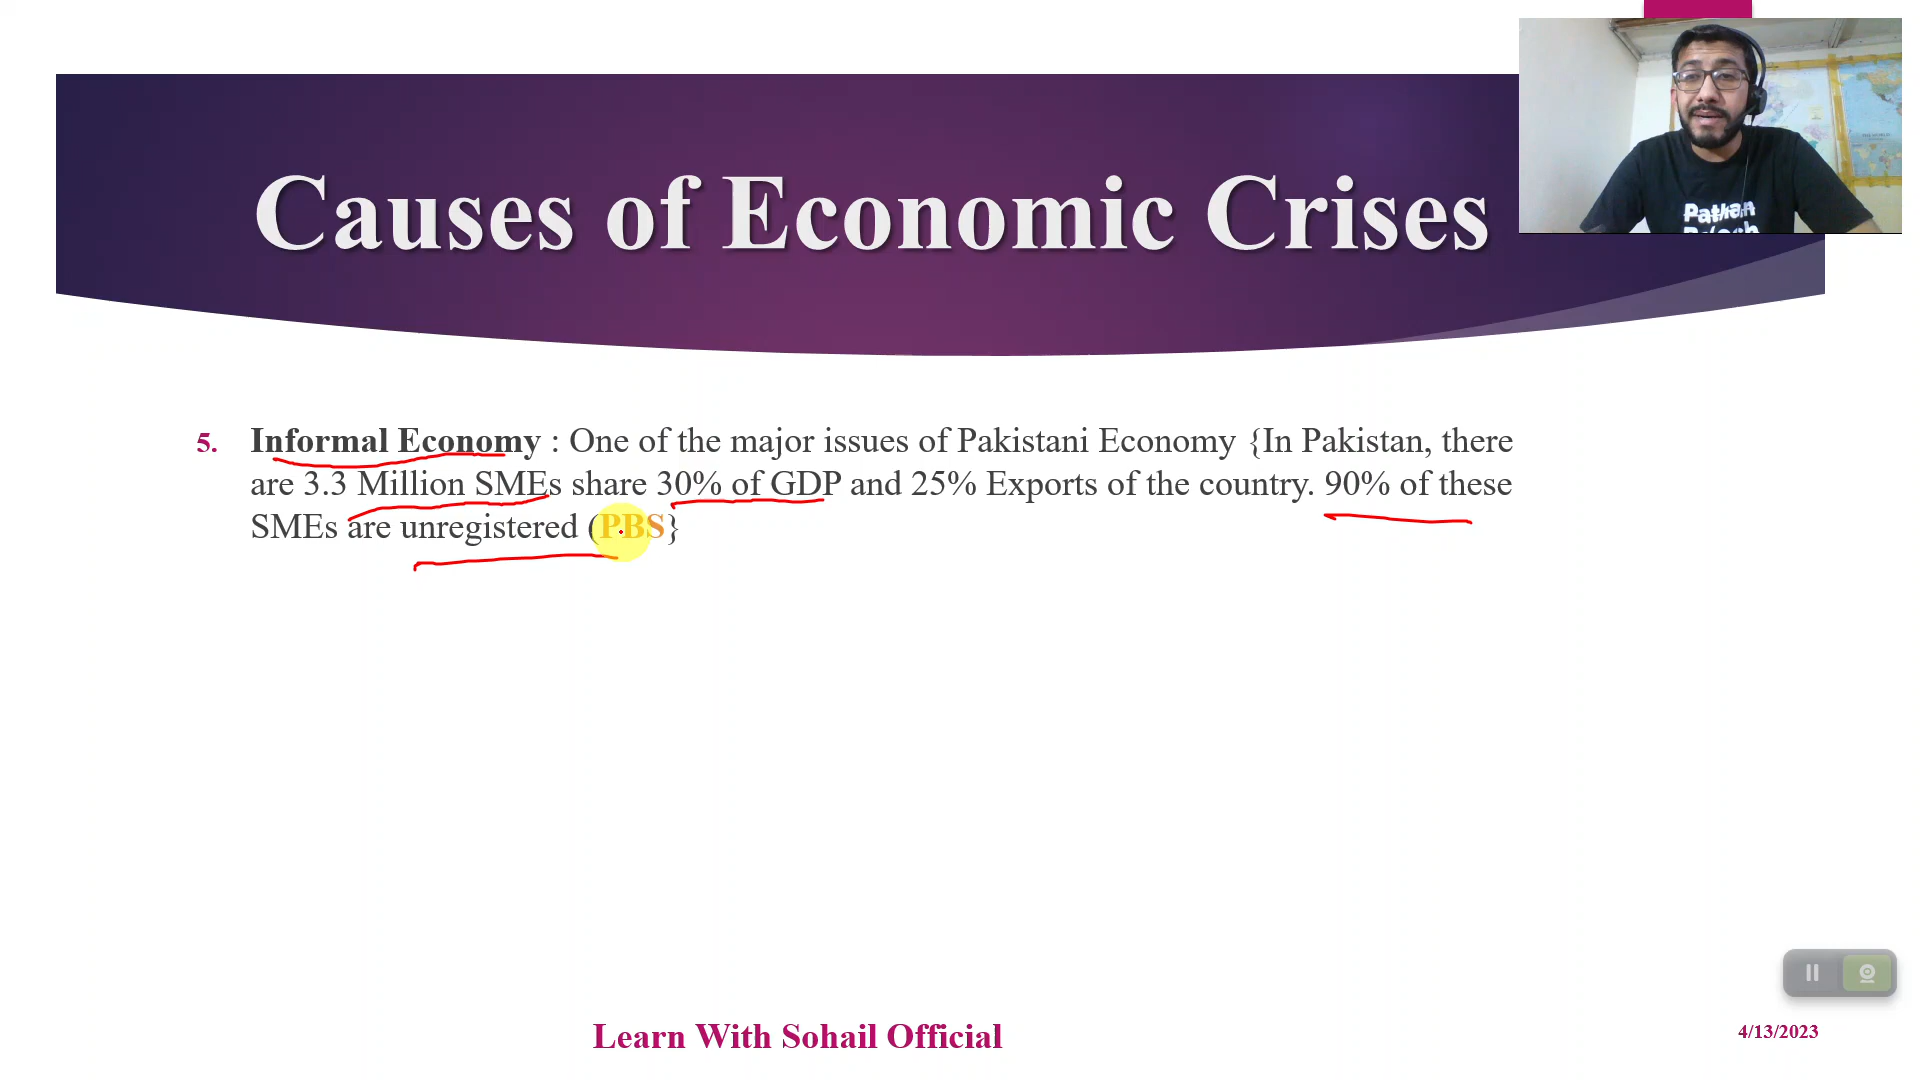 Causes of Economic Crises
Pathan
5. Informal Economy : One of the major issues of Pakistani Economy {In Pakistan, there
are 3.3 Million SMEs share 30% of GDP and 25% Exports of the country. 90% of these
SMEs are unregistered (PBS}
Learn With Sohail Official
4/13/2023